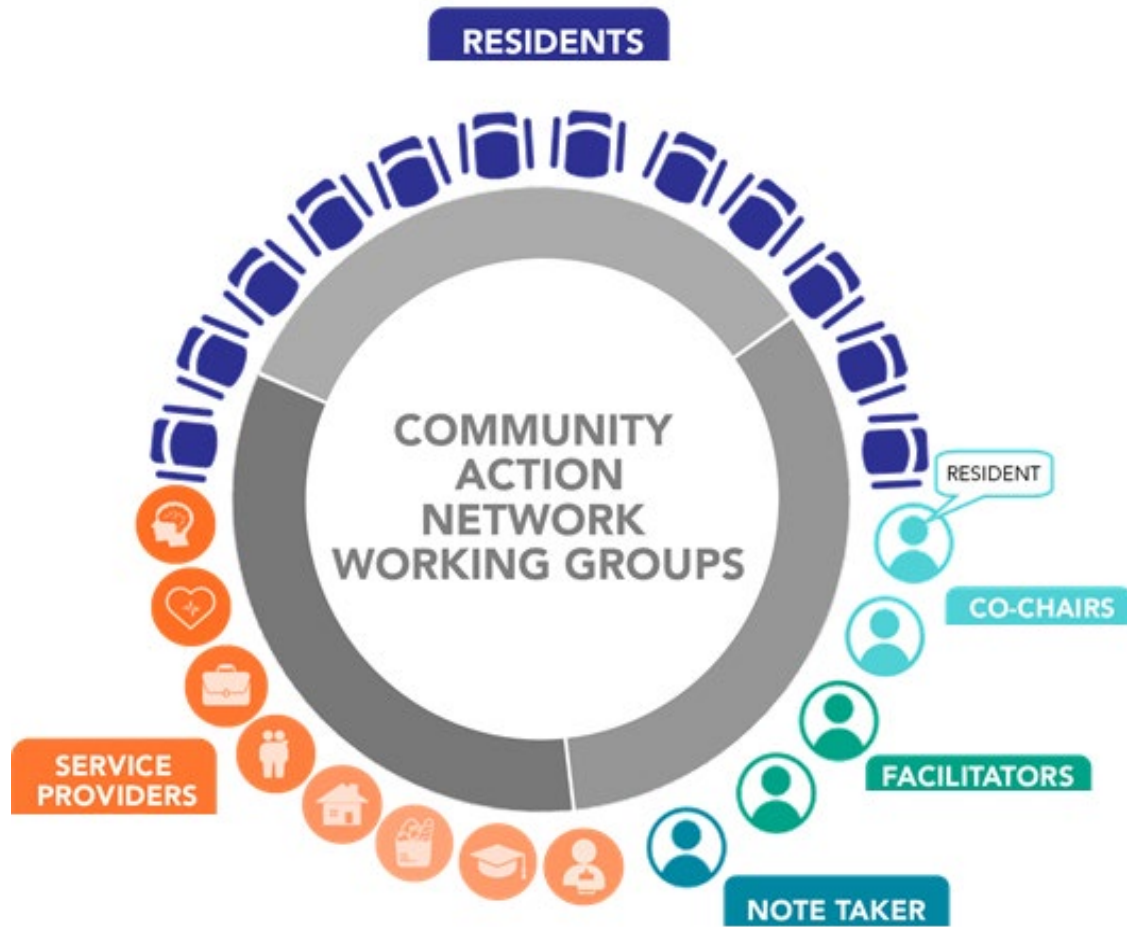 RESIDENTS
COMMUNITY
ACTION
NETWORK
WORKING GROUPS
RESIDENT
CO-CHAIRS
SERVICE
PROVIDERS
FACILITATORS
NOTE TAKER